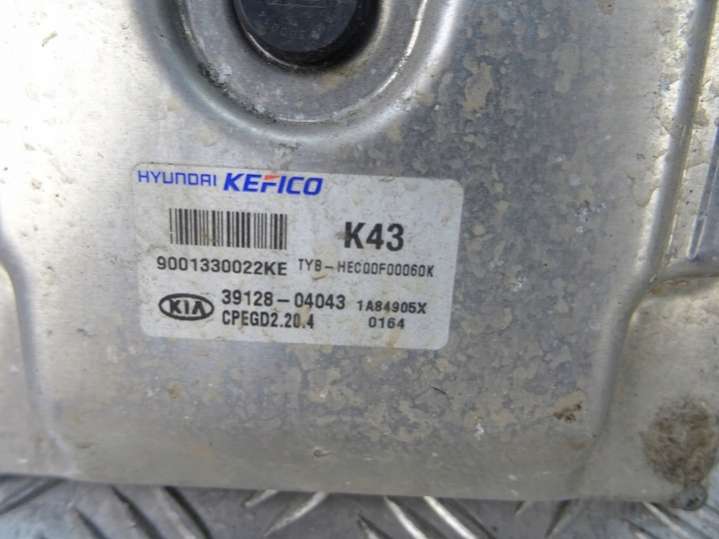 HYUNDAI KEFICO
K43
9001330022KE TYB-HEC00F00060K
KIA 39128-04043 1A84905X
CPEGD2.20.4 0164